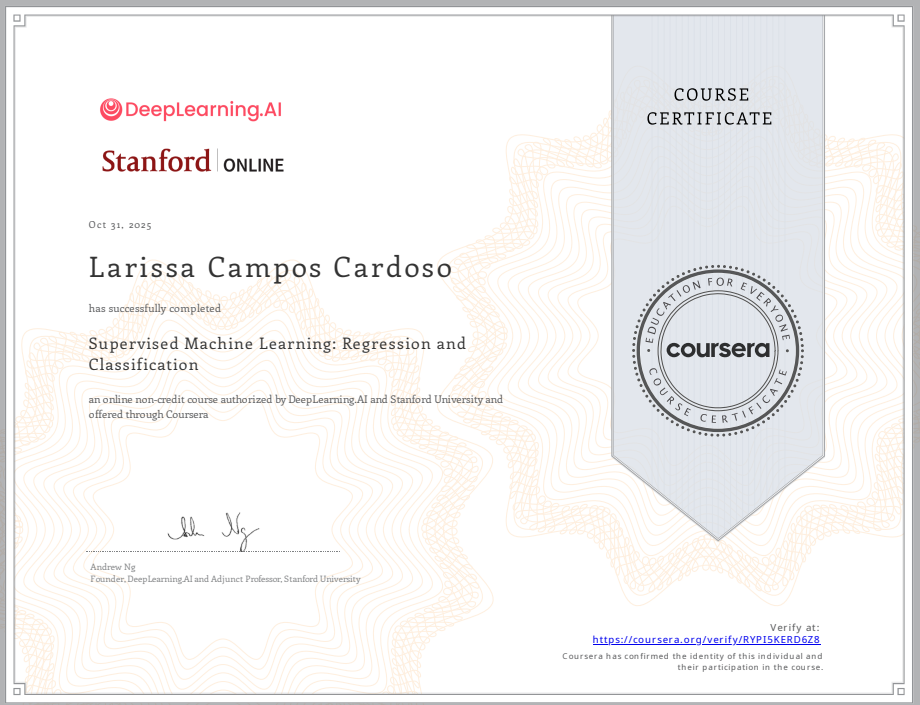 DeepLearning.AI
Stanford ONLINE
Oct 31, 2025
Larissa Campos Cardoso
has successfully completed
Supervised Machine Learning: Regression and
Classification
an online non-credit course authorized by DeepLearning.AI and Stanford University and
offered through Coursera
Andrew Ng
Founder, DeepLearning.AI and Adjunct Professor, Stanford University
COURSE
CERTIFICATE
EDUCATION FOR EVERYONE
coursera
COURSE CERTIFICATE
Verify at:
https://coursera.org/verify/RYPI5KERD6Z8
Coursera has confirmed the identity of this individual and
their participation in the course.